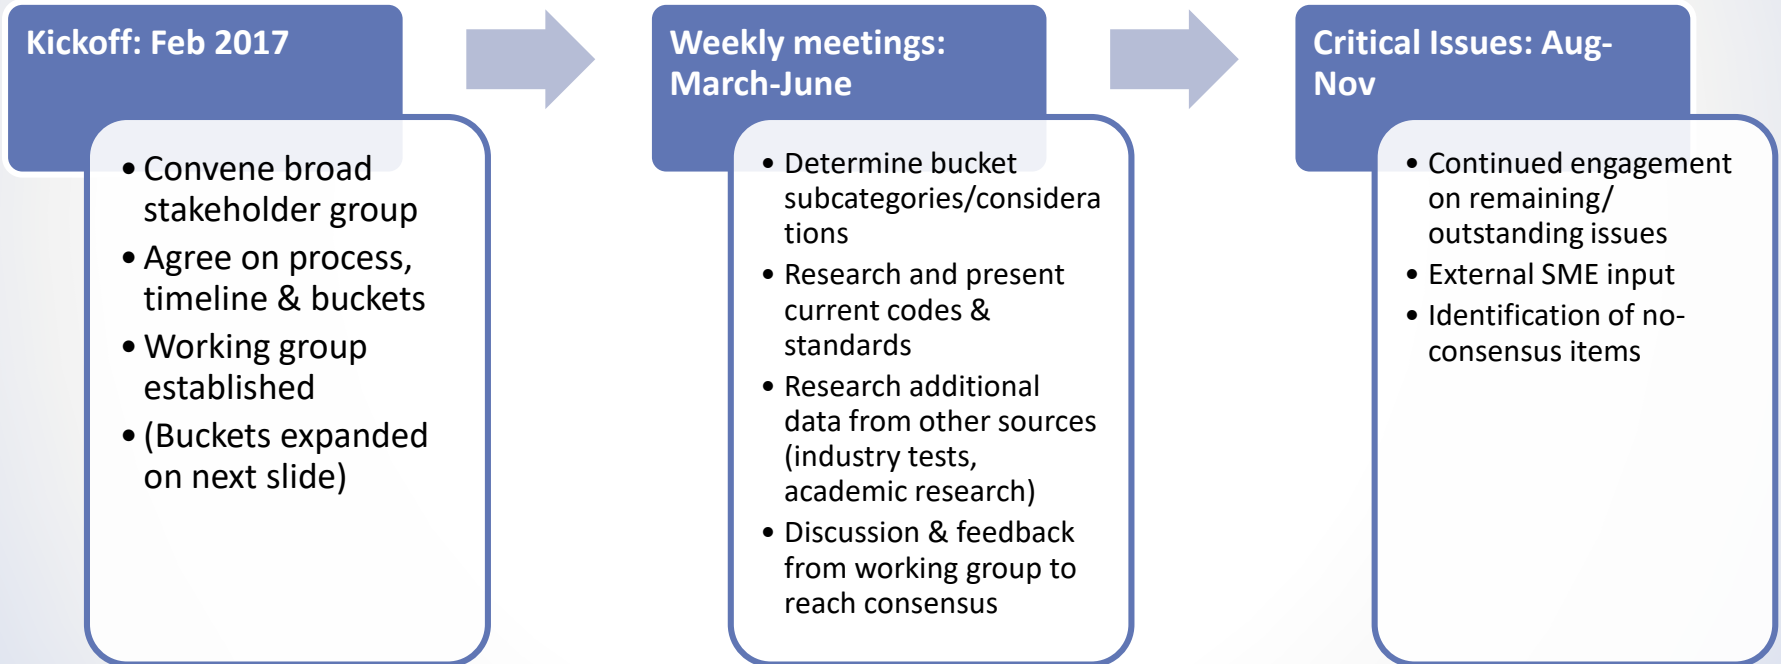 Kickoff: Feb 2017
• Convene broad
stakeholder group
• Agree on process,
timeline & buckets
• Working group
established
• (Buckets expanded
on next slide)
Weekly meetings:
March-June
• Determine bucket
subcategories/considera
tions
• Research and present
current codes &
standards
• Research additional
data from other sources
(industry tests,
academic research)
• Discussion & feedback
from working group to
reach consensus
Critical Issues: Aug-
Nov
• Continued engagement
on remaining/
outstanding issues
• External SME input
• Identification of no-
consensus items